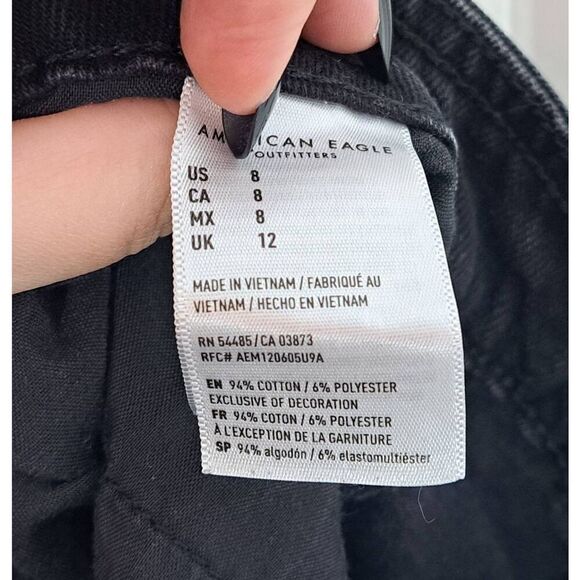 AM ICAN EAGLE
OUTFITTERS
US 8
CA 8
MX 8
UK 12
MADE IN VIETNAM / FABRIQUÉ AU
VIETNAM / HECHO EN VIETNAM
RN 54485 / CA 03873
RFC# AEM120605U9A
EN 94% COTTON / 6% POLYESTER
EXCLUSIVE OF DECORATION
FR 94% COTON / 6% POLYESTER
À L'EXCEPTION DE LA GARNITURE
SP 94% algodón / 6% elastomultiéster